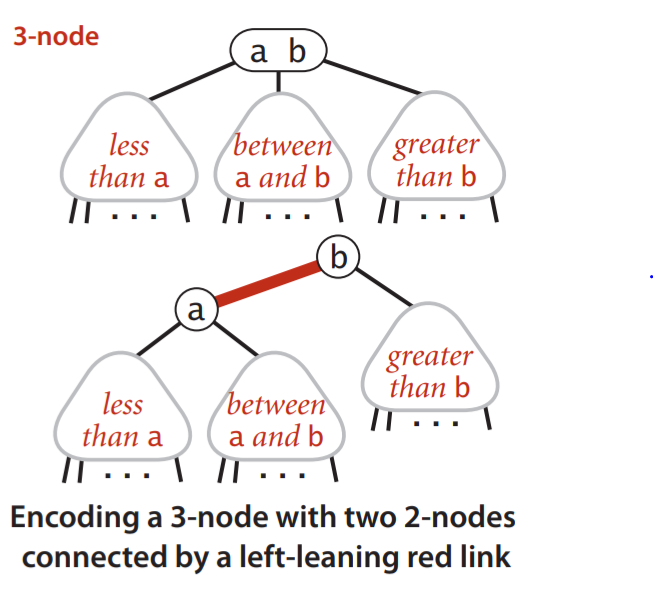 3-node
a b
less
than a
between
a and b
greater
than b
. . .
. . .
. . .
b
a
greater
than b
less
than a
between
a and b
. . .
. . .
. . .
Encoding a 3-node with two 2-nodes
connected by a left-leaning red link